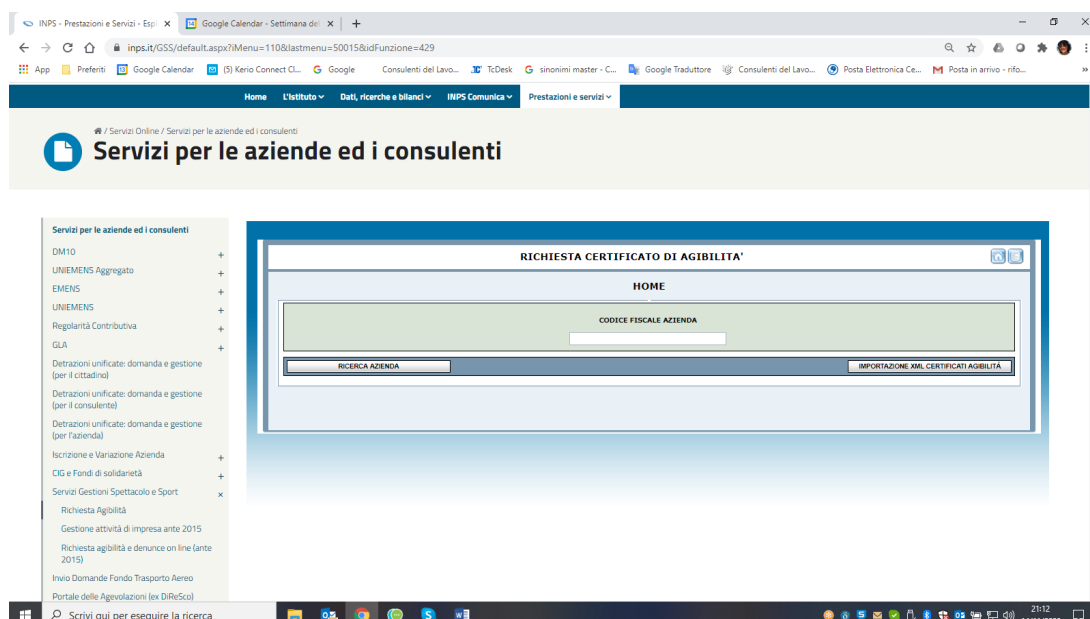 INPS - Prestazioni e Servizi - Esp
Google Calendar - Settimana del
inps.it/GSS/default.aspx?iMenu=110&lastmenu=50015&idFunzione=429
App Preferiti Google Calendar (5) Kerio Connect Cl... Google Consulenti del Lavo... TcDesk sinonimi master - C... Google Traduttore Consulenti del Lavo... Posta Elettronica Ce... Posta in arrivo - rifo... »
Home L'Istituto Dati, ricerche e bilanci INPS Comunica Prestazioni e servizi
/ Servizi Online / Servizi per le aziende ed i consulenti
Servizi per le aziende ed i consulenti
Servizi per le aziende ed i consulenti
DM10 +
UNIEMENS Aggregato +
EMENS +
UNIEMENS +
Regolarità Contributiva +
GLA +
Detrazioni unificate: domanda e gestione
(per il cittadino)
Detrazioni unificate: domanda e gestione
(per il consulente)
Detrazioni unificate: domanda e gestione
(per l'azienda)
Iscrizione e Variazione Azienda +
CIG e Fondi di solidarietà +
Servizi Gestioni Spettacolo e Sport ×
Richiesta Agibilità
Gestione attività di impresa ante 2015
Richiesta agibilità e denunce on line (ante
2015)
Invio Domande Fondo Trasporto Aereo
Portale delle Agevolazioni (ex DiReSco)
RICHIESTA CERTIFICATO DI AGIBILITA'
HOME
CODICE FISCALE AZIENDA
RICERCA AZIENDA
IMPORTAZIONE XML CERTIFICATI AGIBILITÁ
Scrivi qui per eseguire la ricerca
21:12